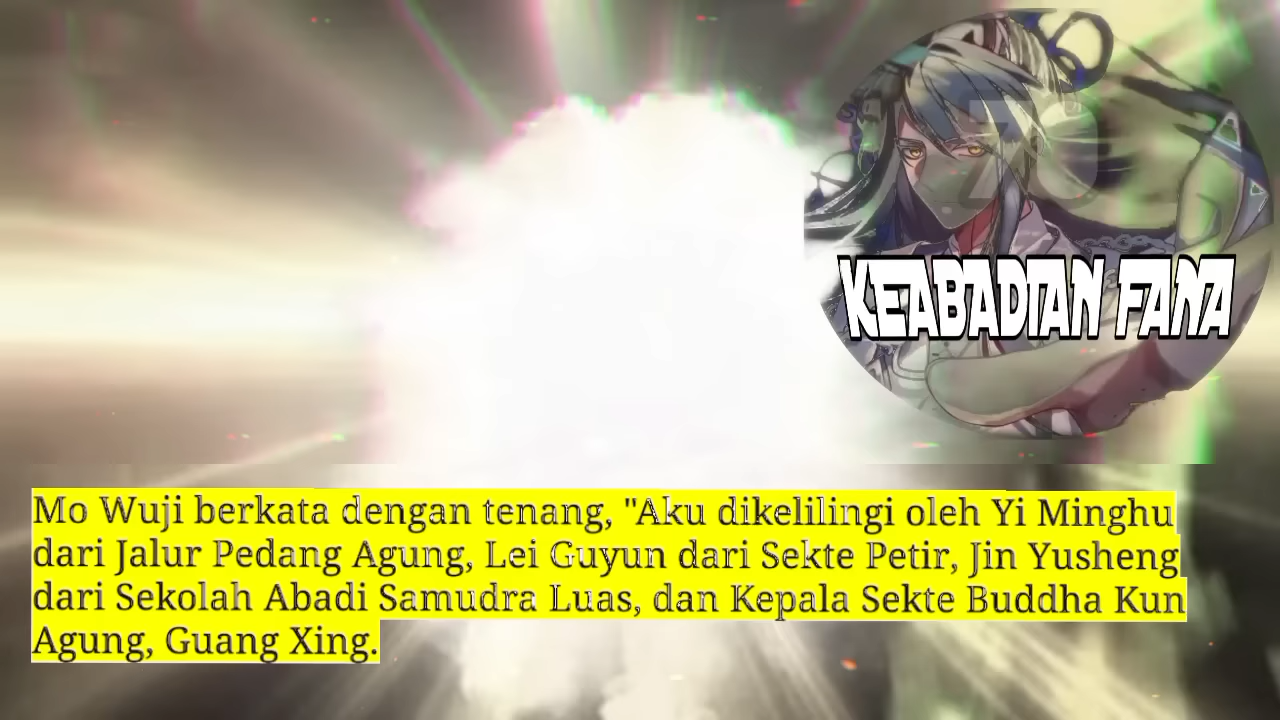 KEABADIAN FANA
Mo Wuji berkata dengan tenang, "Aku dikelilingi oleh Yi Minghu
dari Jalur Pedang Agung, Lei Guyun dari Sekte Petir, Jin Yusheng
dari Sekolah Abadi Samudra Luas, dan Kepala Sekte Buddha Kun
Agung, Guang Xing.